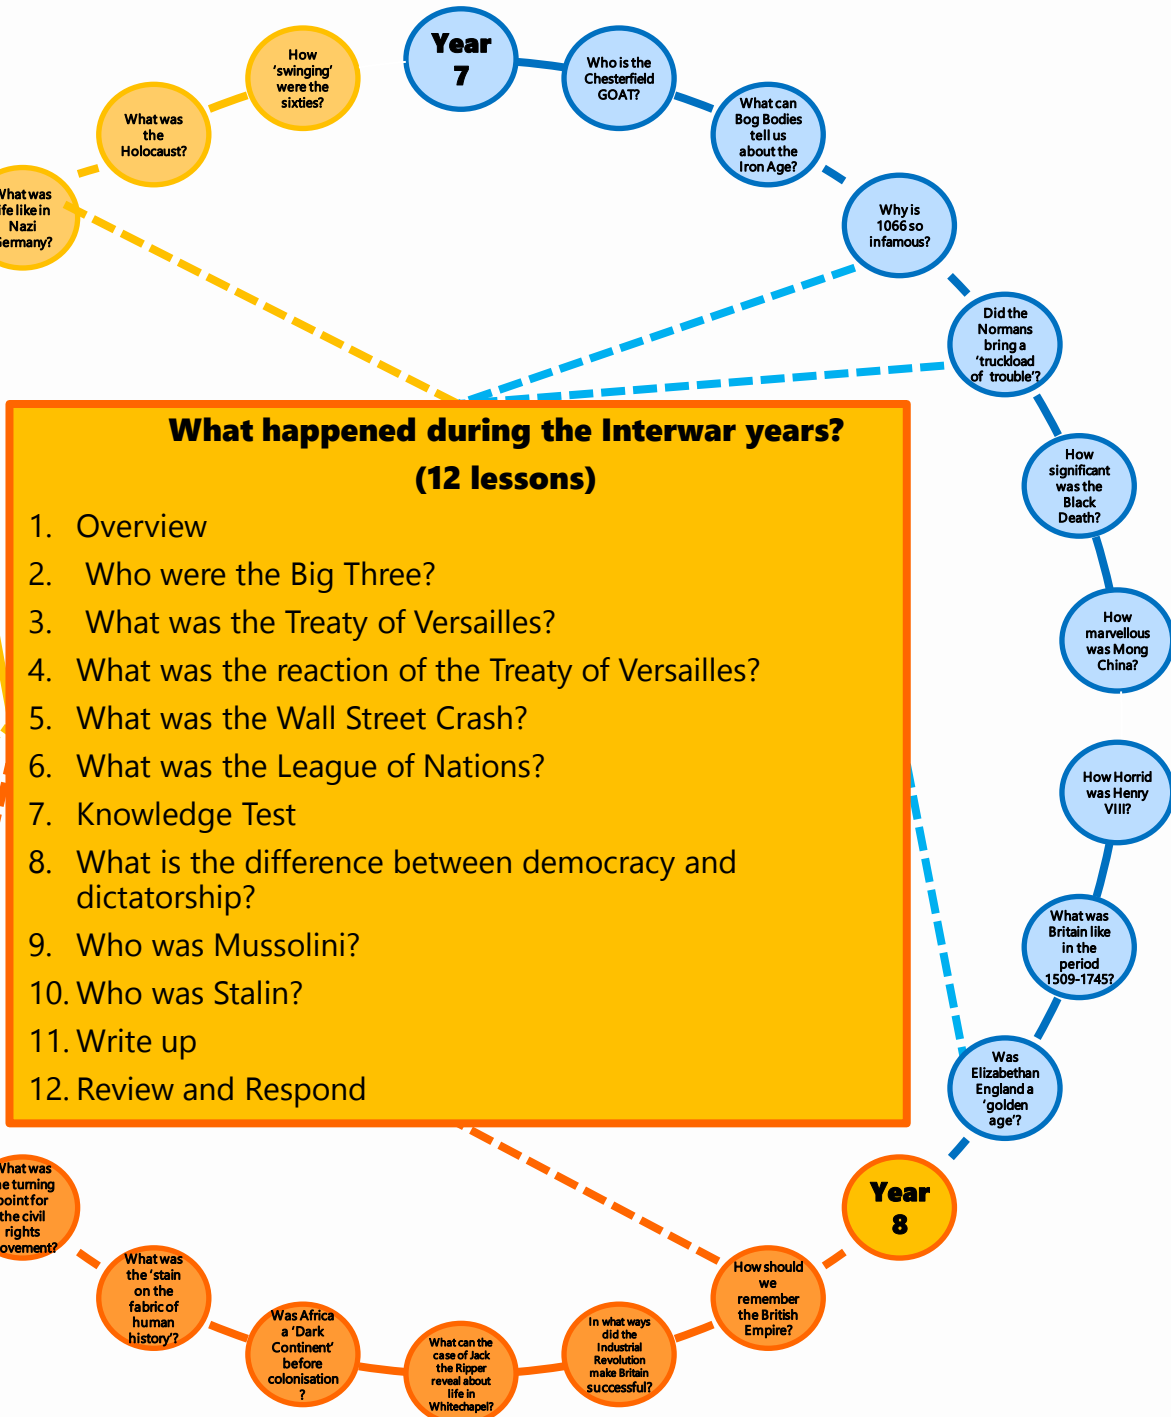 Year
7
Who is the
Chesterfield
GOAT?
What can
Bog Bodies
tell us
about the
Iron Age?
Why is
1066 so
infamous?
Did the
Normans
bring a
‘truckload
of trouble’?
How
significant
was the
Black
Death?
How
marvellous
was Mong
China?
How Horrid
was Henry
VIII?
What was
Britain like
in the
period
1509-1745?
Was
Elizabethan
England a
‘golden
age’?
Year
8
How should
we
remember
the British
Empire?
In what ways
did the
Industrial
Revolution
make Britain
successful?
What can the
case of Jack
the Ripper
reveal about
life in
Whitechapel?
Was Africa
a ‘Dark
Continent’
before
colonisation
?
What was
the ‘stain
on the
fabric of
human
history’?
was
turning
point for
the civil
rights
was
like in
Nazi
What was
the
Holocaust?
How
‘swinging’
were the
sixties?
What happened during the Interwar years?
(12 lessons)
1. Overview
2. Who were the Big Three?
3. What was the Treaty of Versailles?
4. What was the reaction of the Treaty of Versailles?
5. What was the Wall Street Crash?
6. What was the League of Nations?
7. Knowledge Test
8. What is the difference between democracy and
dictatorship?
9. Who was Mussolini?
10. Who was Stalin?
11. Write up
12. Review and Respond